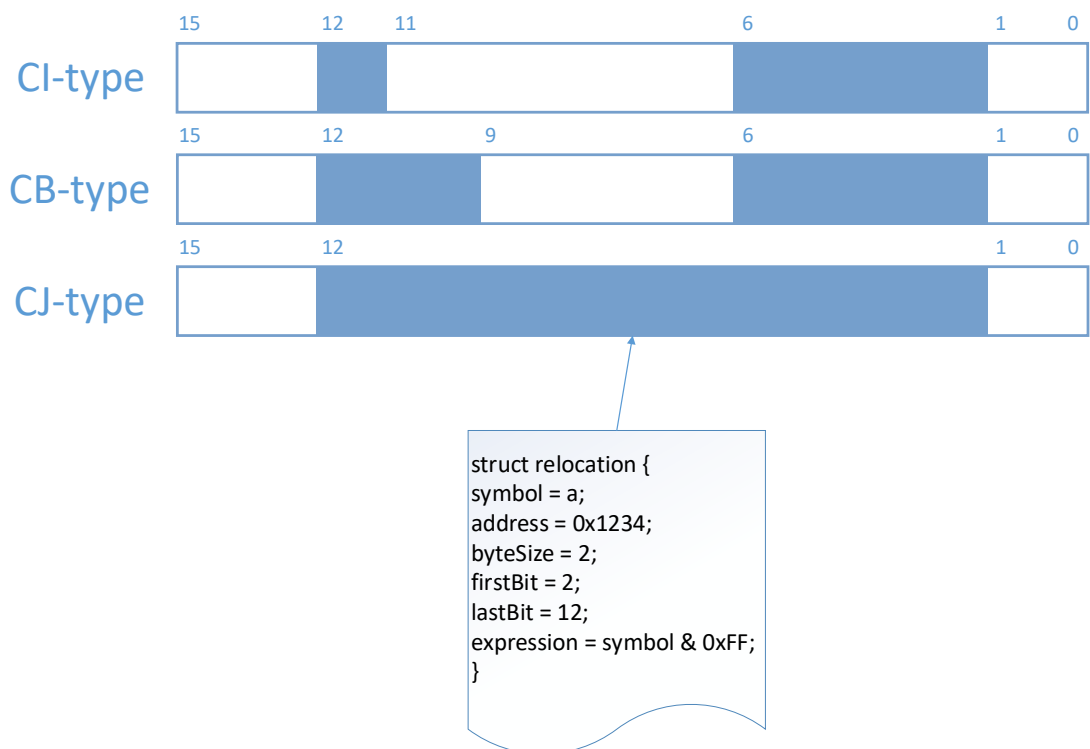 15 12 11 6 1 0
CI-type
15 12 9 6 1 0
CB-type
15 12 1 0
CJ-type
struct relocation {
symbol = a;
address = 0x1234;
byteSize = 2;
firstBit = 2;
lastBit = 12;
expression = symbol & 0xFF;
}